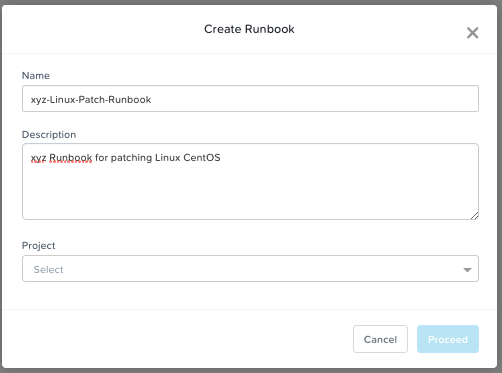 Create Runbook
Name
xyz-Linux-Patch-Runbook
Description
xyz Runbook for patching Linux CentOS
Project
Select
Cancel
Proceed